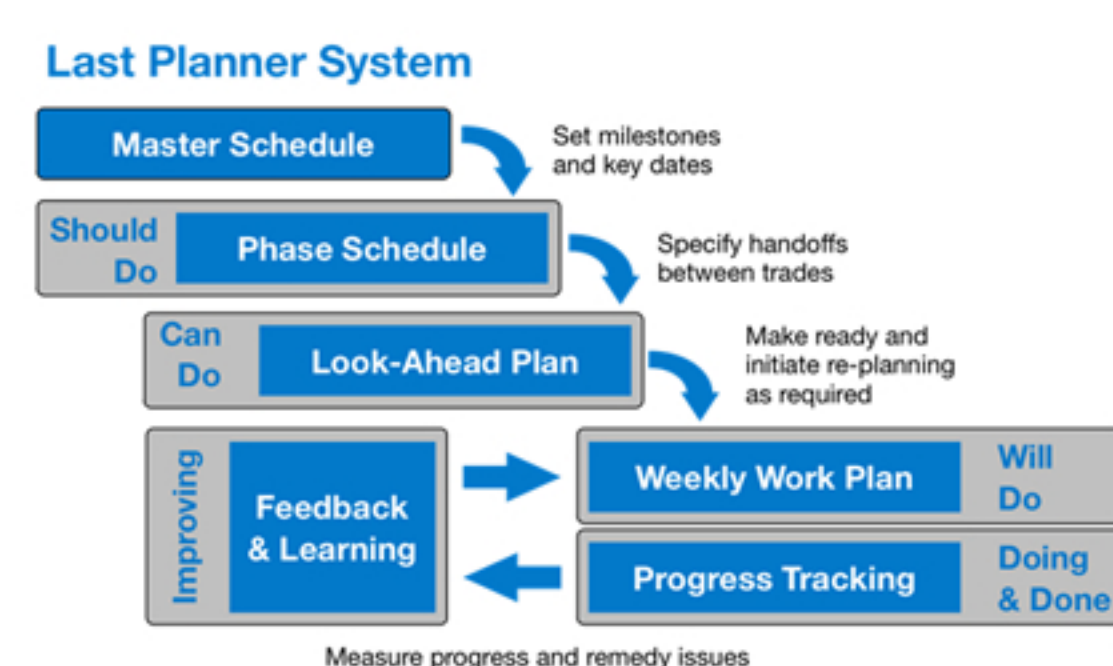 Last Planner System
Master Schedule
Set milestones
and key dates
Should
Do
Phase Schedule
Specify handoffs
between trades
Can
Do
Look-Ahead Plan
Make ready and
initiate re-planning
as required
Improving
Feedback
& Learning
Weekly Work Plan
Will
Do
Progress Tracking
Doing
& Done
Measure progress and remedy issues